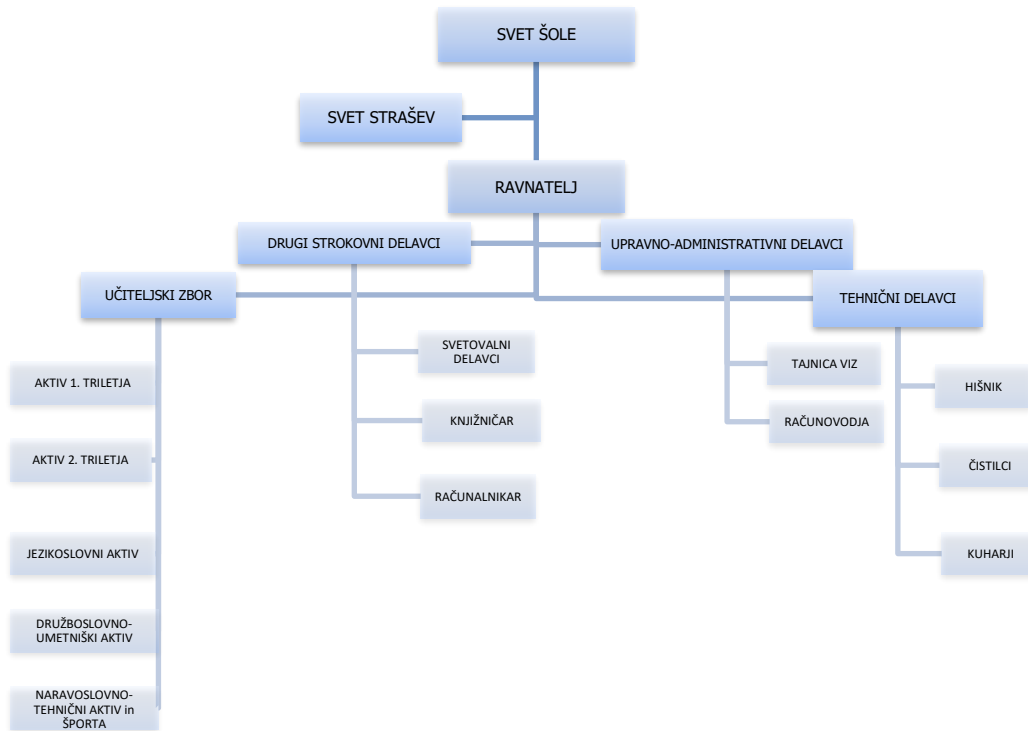 SVET ŠOLE
SVET STRAŠEV
RAVNATELJ
DRUGI STROKOVNI DELAVCI
UPRAVNO-ADMINISTRATIVNI DELAVCI
UČITELJSKI ZBOR
TEHNIČNI DELAVCI
AKTIV 1. TRILETJA
AKTIV 2. TRILETJA
JEZIKOSLOVNI AKTIV
DRUŽBOSLOVNO-
UMETNIŠKI AKTIV
NARAVOSLOVNO-
TEHNIČNI AKTIV in
ŠPORTA
SVETOVALNI
DELAVCI
KNJIŽNIČAR
RAČUNALNIKAR
TAJNICA VIZ
RAČUNOVODJA
HIŠNIK
ČISTILCI
KUHARJI